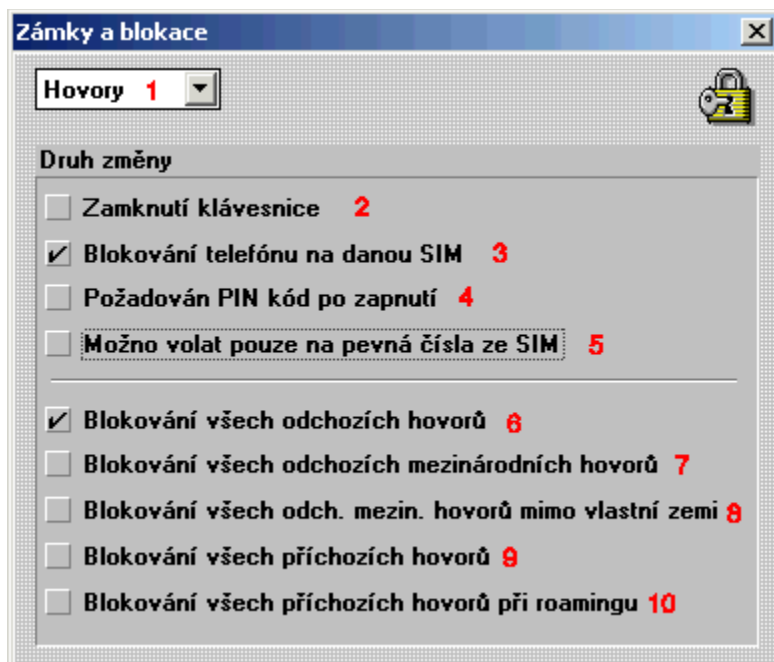 Zámky a blokace
Hovory 1
Druh změny
Zamknutí klávesnice 2
Blokování telefónu na danou SIM 3
Požadován PIN kód po zapnutí 4
Možno volat pouze na pevná čísla ze SIM 5
Blokování všech odchozích hovorů 6
Blokování všech odchozích mezinárodních hovorů 7
Blokování všech odch. mezin. hovorů mimo vlastní zemi 8
Blokování všech příchozích hovorů 9
Blokování všech příchozích hovorů při roamingu 10